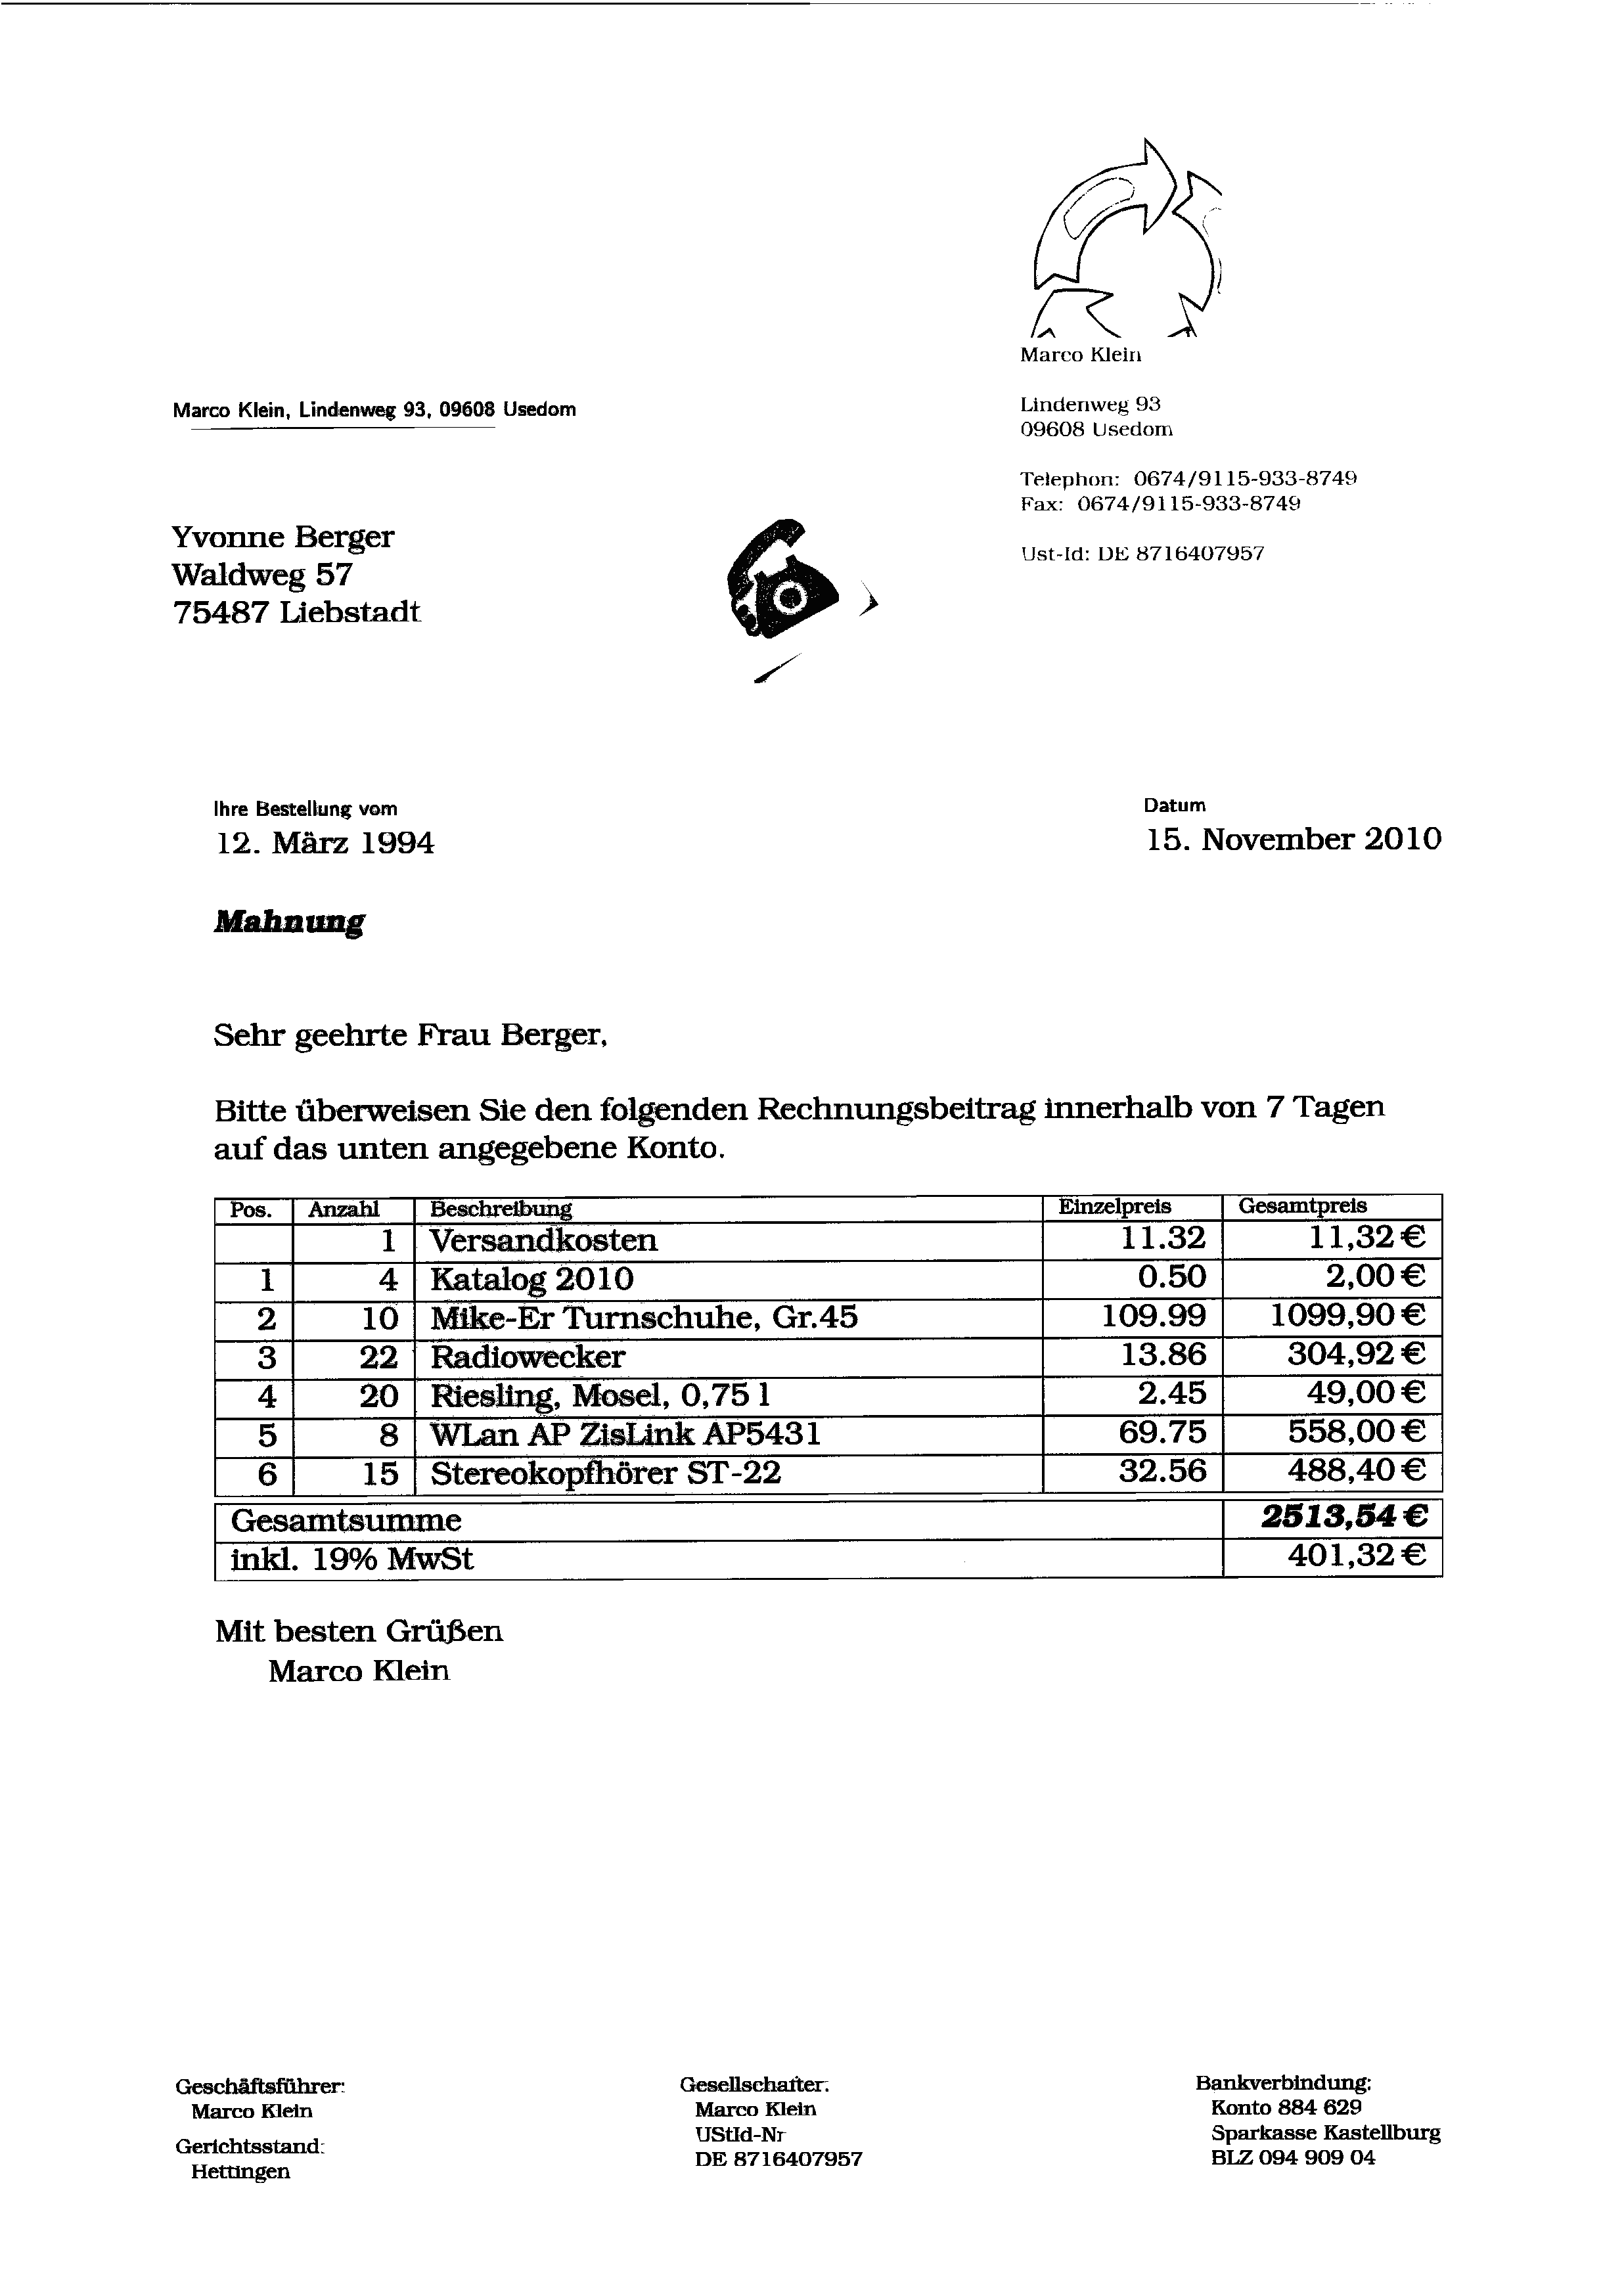 Marco Klein
Marco Klein, Lindenweg 93, 09608 Usedom
Lindenweg 93
09608 Usedom
Telephon: 0674/9115-933-8749
Fax: 0674/9115-933-8749
Ust-Id: DE 8716407957
Yvonne Berger
Waldweg 57
75487 Liebstadt
Ihre Bestellung vom
12. März 1994
Datum
15. November 2010
Mahnung
Sehr geehrte Frau Berger,
Bitte überweisen Sie den folgenden Rechnungsbeitrag innerhalb von 7 Tagen
auf das unten angegebene Konto.
Pos. Anzahl Beschreibung Einzelpreis Gesamtpreis
1 Versandkosten 11.32 11,32 €
1 4 Katalog 2010 0.50 2,00 €
2 10 Mike-Er Turnschuhe, Gr.45 109.99 1099,90 €
3 22 Radiowecker 13.86 304,92 €
4 20 Riesling, Mosel, 0,75 l 2.45 49,00 €
5 8 WLan AP ZisLink AP5431 69.75 558,00 €
6 15 Stereokopfhörer ST-22 32.56 488,40 €
Gesamtsumme 2513,54 €
inkl. 19% MwSt 401,32 €
Mit besten Grüßen
Marco Klein
Geschäftsführer:
Marco Klein
Gerichtsstand:
Hettingen
Gesellschafter:
Marco Klein
UStId-Nr
DE 8716407957
Bankverbindung:
Konto 884 629
Sparkasse Kastellburg
BLZ 094 909 04